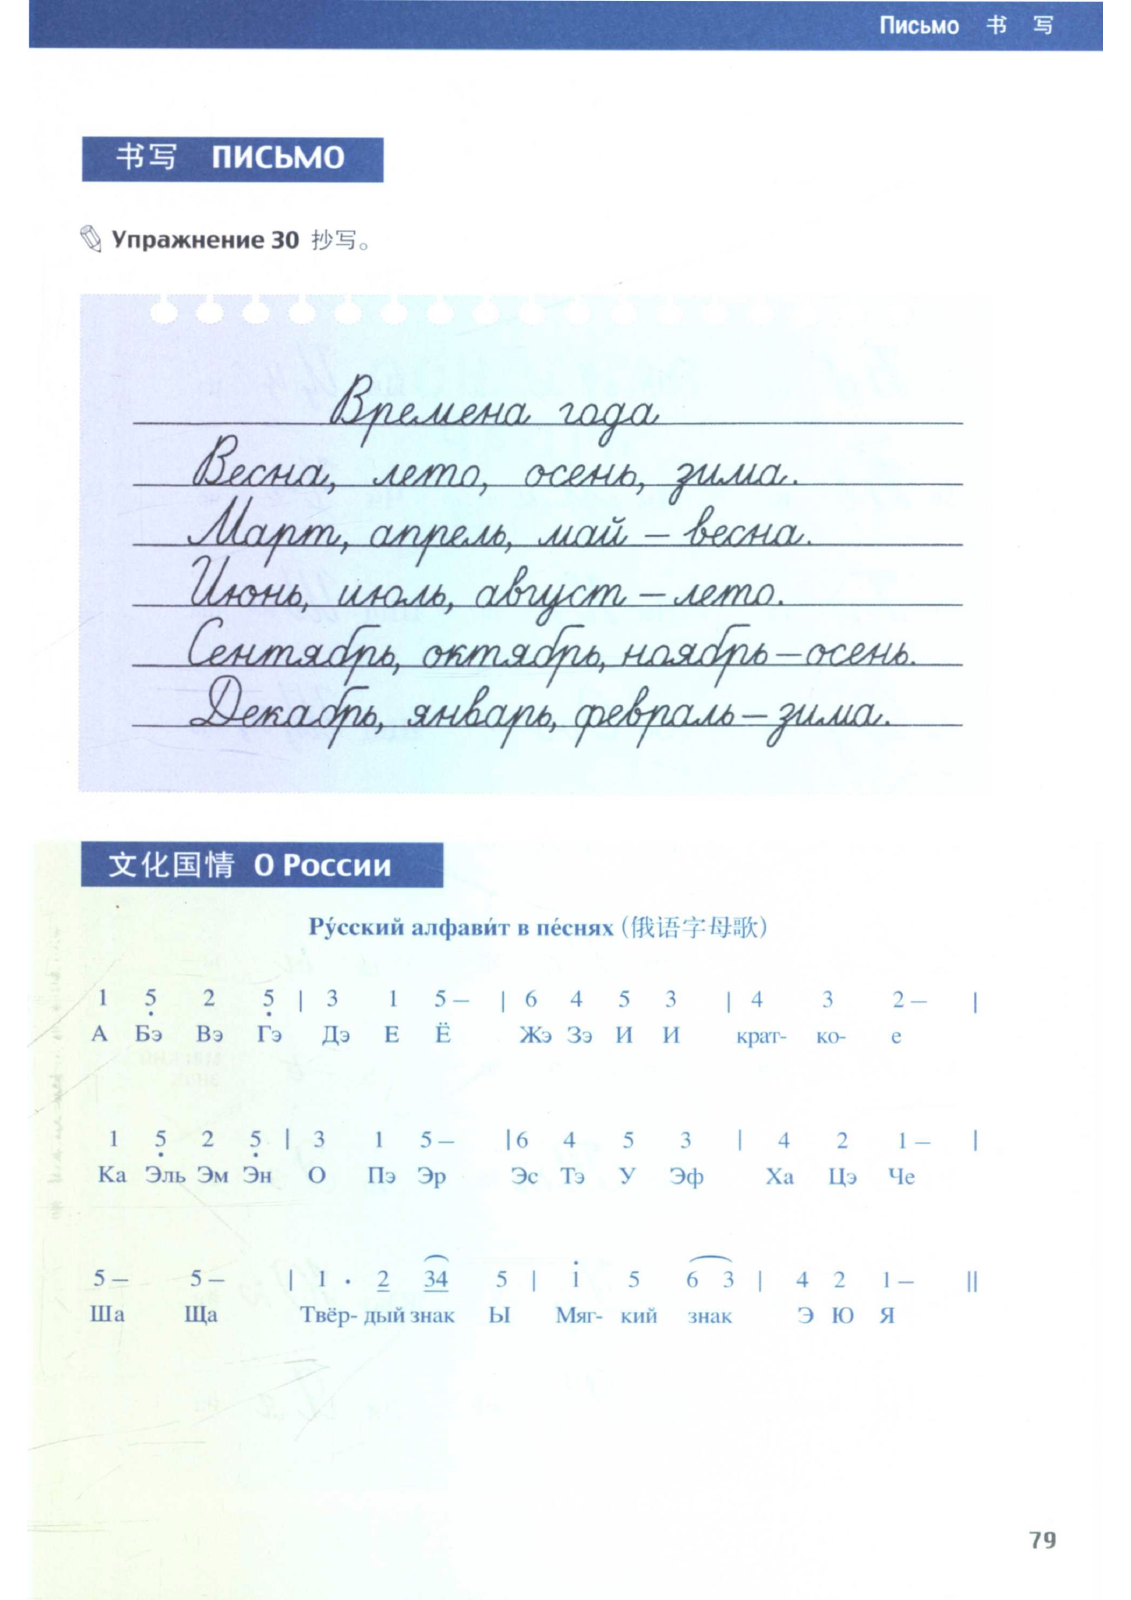 Письмо 书 写
书写 ПИСЬМО
Упражнение 30 抄写。
Времена года
Весна, лето, осень, зима.
Март, апрель, май – весна.
Июнь, июль, август – лето.
Сентябрь, октябрь, ноябрь – осень.
Декабрь, январь, февраль – зима.
文化国情 О России
Ру́сский алфави́т в пе́снях (俄语字母歌)
1 5̣ 2 5̣ | 3 1 5 – | 6 4 5 3 | 4 3 2 – |
А Бэ Вэ Гэ Дэ Е Ё Жэ Зэ И И крат- ко- е
1 5̣ 2 5̣ | 3 1 5 – | 6 4 5 3 | 4 2 1 – |
Ка Эль Эм Эн О Пэ Эр Эс Тэ У Эф Ха Цэ Че
5 – 5 – | 1 · 2 34 5 | 1̇ 5 6 3 | 4 2 1 – ||
Ша Ща Твёр- дый знак Ы Мяг- кий знак Э Ю Я
79